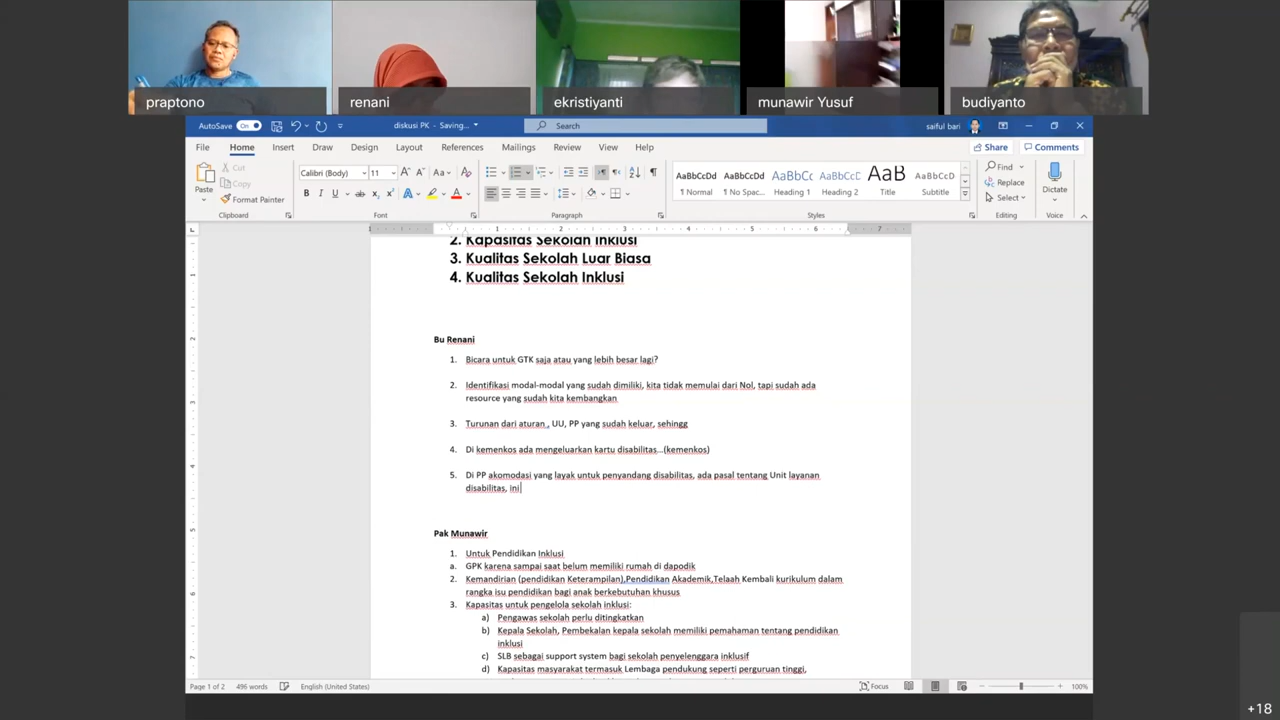 praptono
renani
ekristiyanti
munawir Yusuf
budiyanto
AutoSave On
diskusi PK - Saving...
Search
saiful bari
File Home Insert Draw Design Layout References Mailings Review View Help
Share Comments
Paste
Cut
Copy
Format Painter
Calibri (Body) 11
AaBbCcDd AaBbCcDd AaBbCc AaBbCcD AaB AaBbCcD
¶ Normal ¶ No Spac... Heading 1 Heading 2 Title Subtitle
Find
Replace
Select
Dictate
Clipboard Font Paragraph Styles Editing Voice
2. Kapasitas Sekolah Inklusi
3. Kualitas Sekolah Luar Biasa
4. Kualitas Sekolah Inklusi
Bu Renani
1. Bicara untuk GTK saja atau yang lebih besar lagi?
2. Identifikasi modal-modal yang sudah dimiliki, kita tidak memulai dari Nol, tapi sudah ada
resource yang sudah kita kembangkan
3. Turunan dari aturan , UU, PP yang sudah keluar, sehingg
4. Di kemenkos ada mengeluarkan kartu disabilitas...(kemenkos)
5. Di PP akomodasi yang layak untuk penyandang disabilitas, ada pasal tentang Unit layanan
disabilitas, ini
Pak Munawir
1. Untuk Pendidikan Inklusi
a. GPK karena sampai saat belum memiliki rumah di dapodik
2. Kemandirian (pendidikan Keterampilan),Pendidikan Akademik,Telaah Kembali kurikulum dalam
rangka isu pendidikan bagi anak berkebutuhan khusus
3. Kapasitas untuk pengelola sekolah inklusi:
a) Pengawas sekolah perlu ditingkatkan
b) Kepala Sekolah, Pembekalan kepala sekolah memiliki pemahaman tentang pendidikan
inklusi
c) SLB sebagai support system bagi sekolah penyelenggara inklusif
d) Kapasitas masyarakat termasuk Lembaga pendukung seperti perguruan tinggi,
Page 1 of 2 496 words English (United States)
Focus
100%
+18